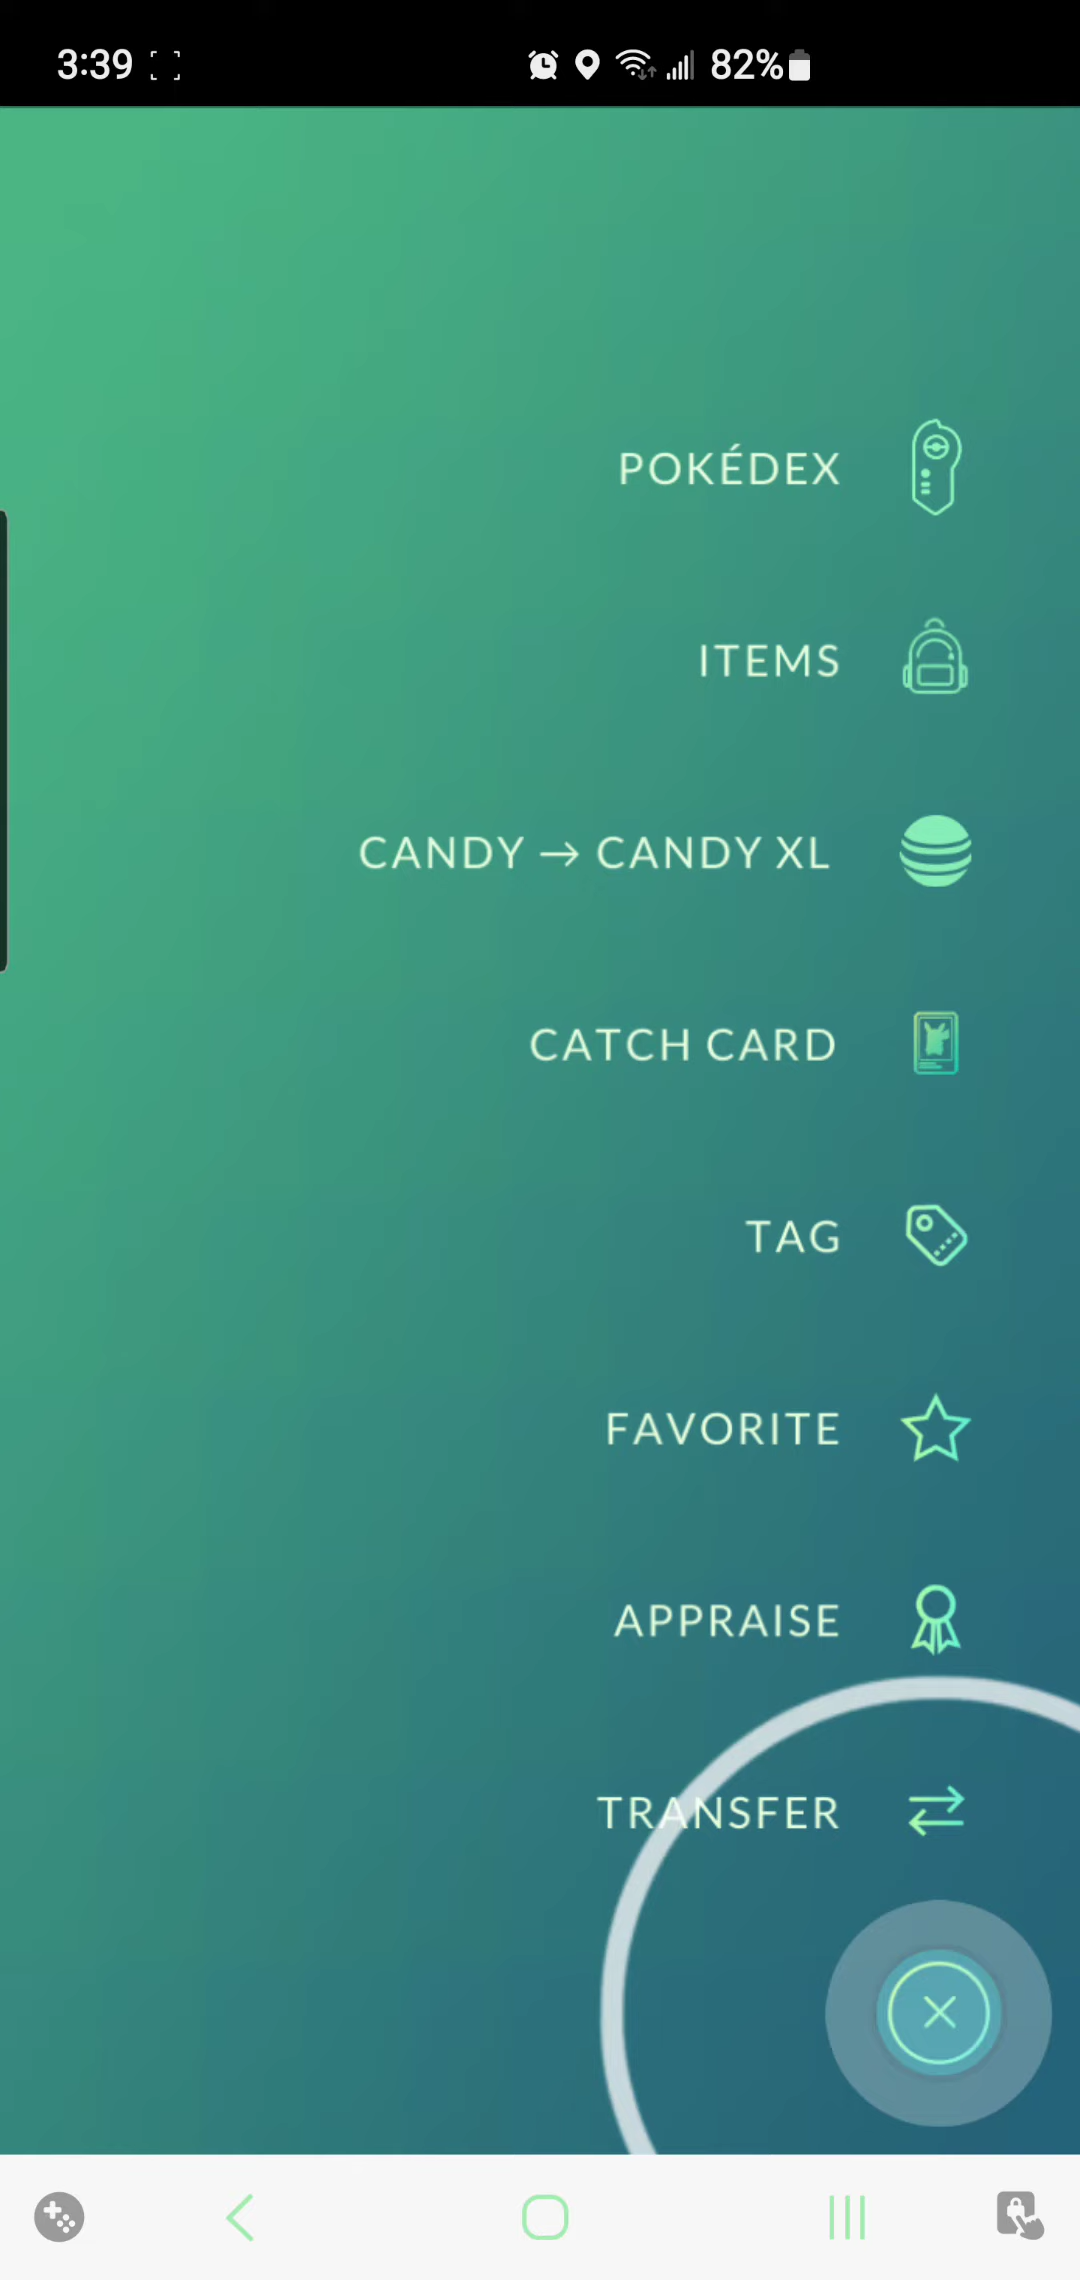 3:39 82%
POKÉDEX
ITEMS
CANDY → CANDY XL
CATCH CARD
TAG
FAVORITE
APPRAISE
TRANSFER